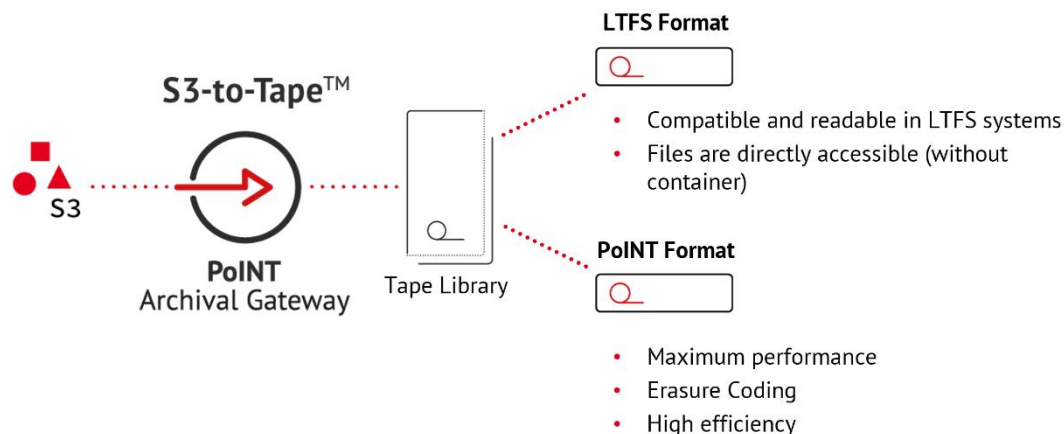 S3-to-Tape™
S3
PoINT
Archival Gateway
Tape Library
LTFS Format
• Compatible and readable in LTFS systems
• Files are directly accessible (without
container)
PoINT Format
• Maximum performance
• Erasure Coding
• High efficiency